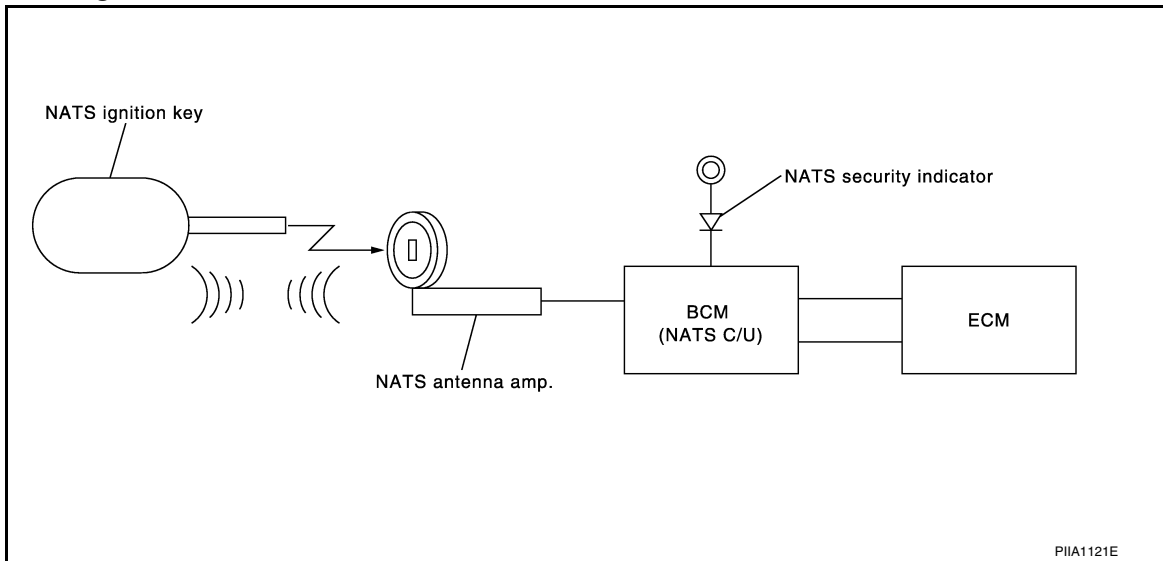 NATS ignition key
NATS security indicator
BCM
(NATS C/U)
ECM
NATS antenna amp.
PIIA1121E